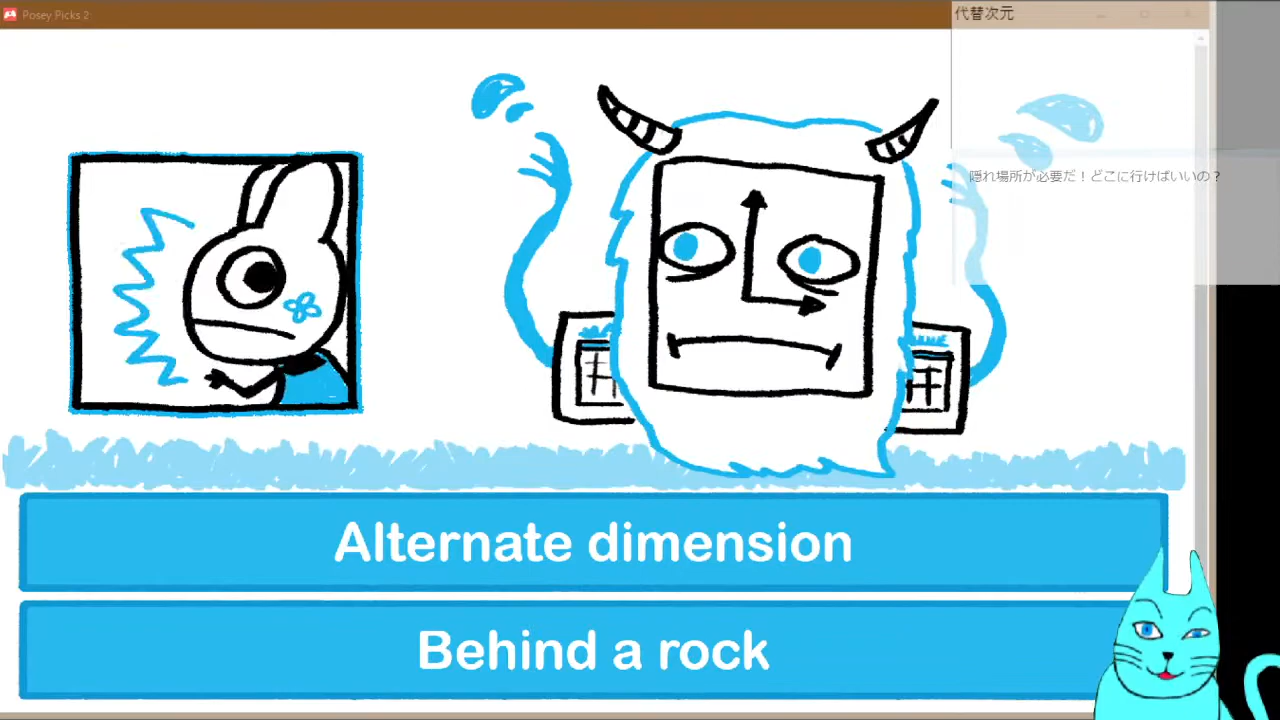 Posey Picks 2
代替次元
隠れ場所が必要だ！どこに行けばいいの？
Alternate dimension
Behind a rock